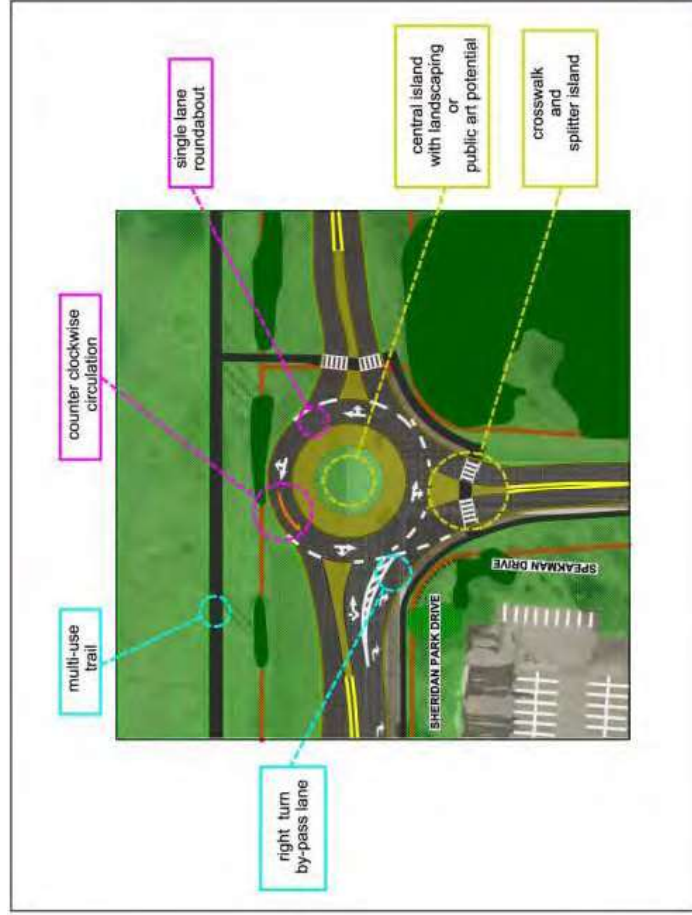 multi-use
trail
counter clockwise
circulation
single lane
roundabout
right turn
by-pass lane
SHERIDAN PARK DRIVE
SPEAKMAN DRIVE
central island
with landscaping
or
public art potential
crosswalk
and
splitter island